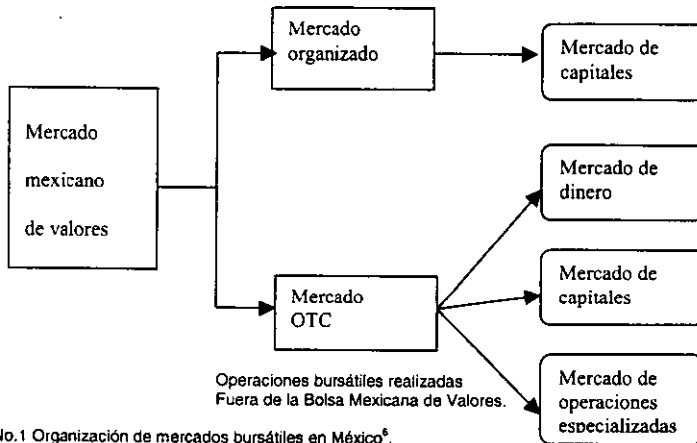 Mercado
organizado
Mercado de
capitales
Mercado
mexicano
de valores
Mercado de
dinero
Mercado
OTC
Mercado de
capitales
Operaciones bursátiles realizadas
Fuera de la Bolsa Mexicana de Valores.
Mercado de
operaciones
especializadas
No.1 Organización de mercados bursátiles en México⁶.